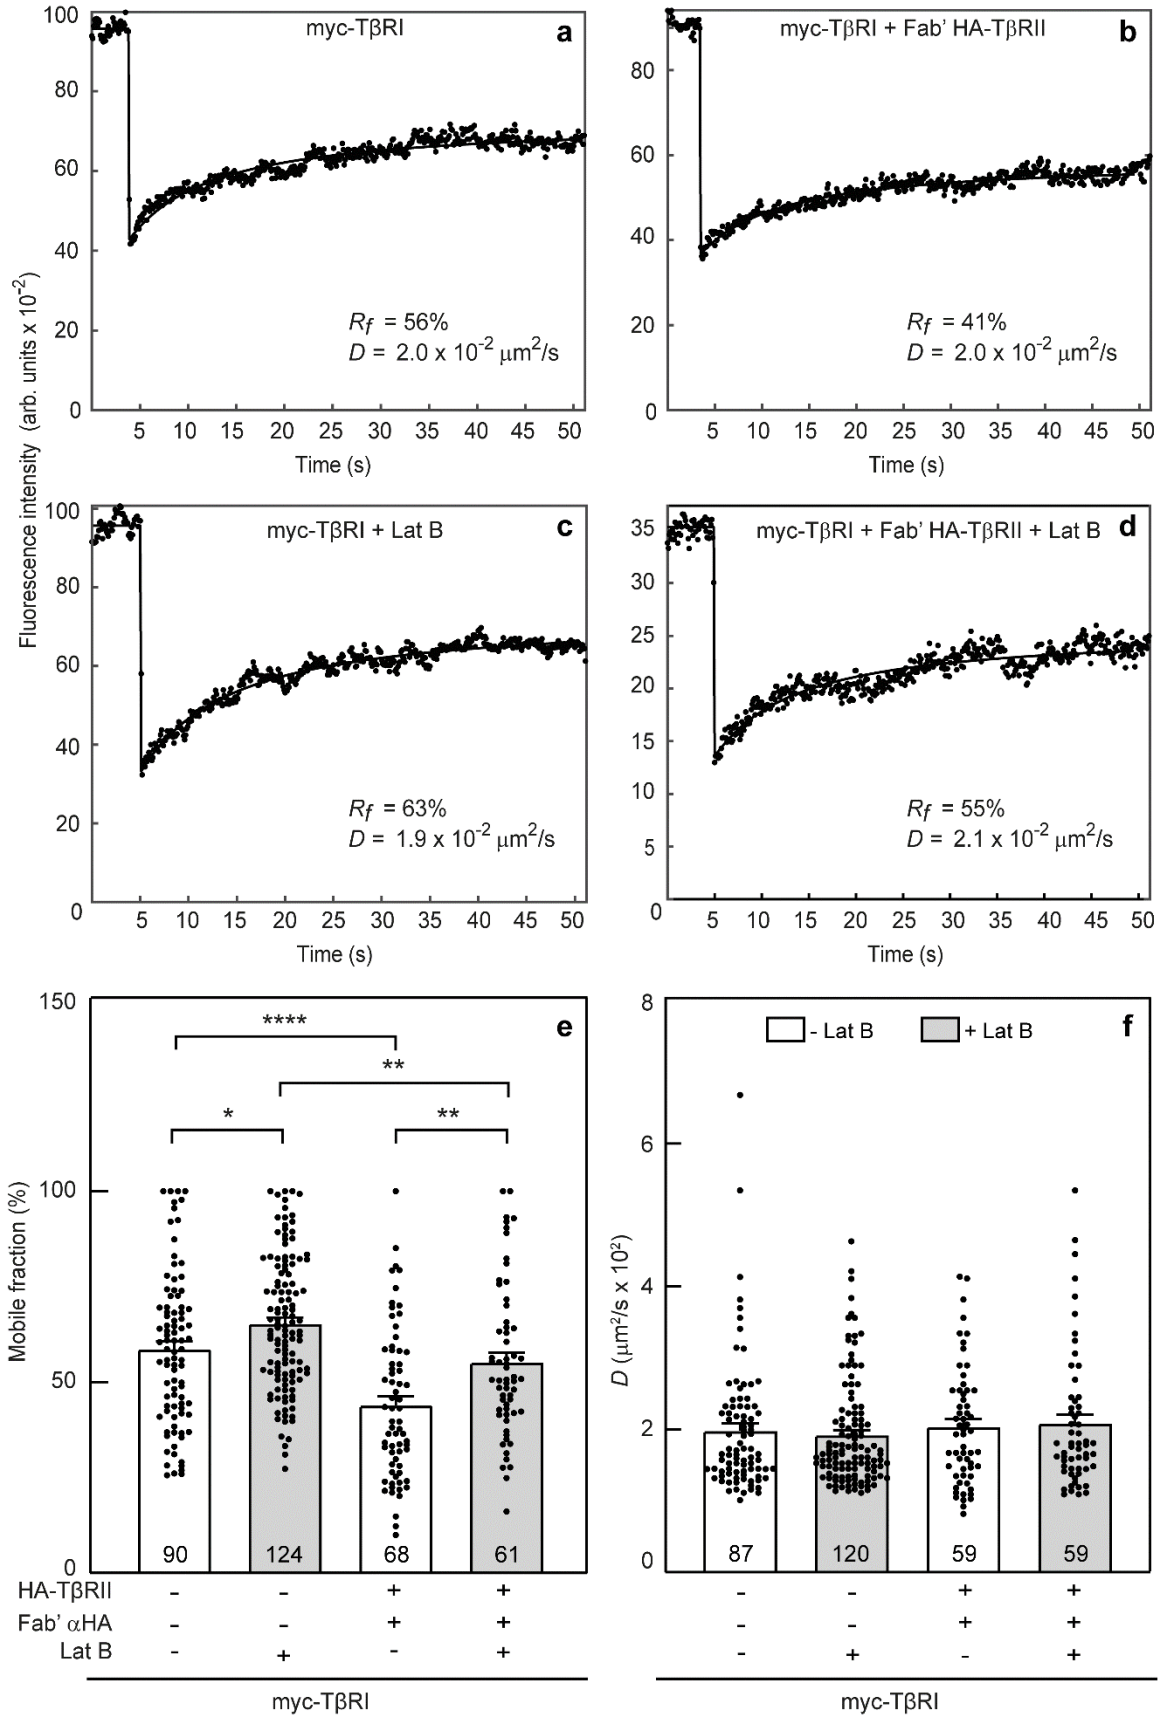 Fluorescence intensity (arb. units x 10⁻²)
myc-TβRI
a
100
80
60
40
20
0
Rf = 56%
D = 2.0 x 10⁻² μm²/s
5 10 15 20 25 30 35 40 45 50
Time (s)
myc-TβRI + Fab' HA-TβRII
b
80
60
40
20
0
Rf = 41%
D = 2.0 x 10⁻² μm²/s
5 10 15 20 25 30 35 40 45 50
Time (s)
myc-TβRI + Lat B
c
100
80
60
40
20
0
Rf = 63%
D = 1.9 x 10⁻² μm²/s
5 10 15 20 25 30 35 40 45 50
Time (s)
myc-TβRI + Fab' HA-TβRII + Lat B
d
35
30
25
20
15
10
5
0
Rf = 55%
D = 2.1 x 10⁻² μm²/s
5 10 15 20 25 30 35 40 45 50
Time (s)
e
Mobile fraction (%)
150
100
50
0
****
**
* **
90 124 68 61
HA-TβRII - - + +
Fab' αHA - - + +
Lat B - + - +
myc-TβRI
f
- Lat B + Lat B
D (μm²/s x 10²)
8
6
4
2
0
87 120 59 59
- - + +
- - + +
- + - +
myc-TβRI